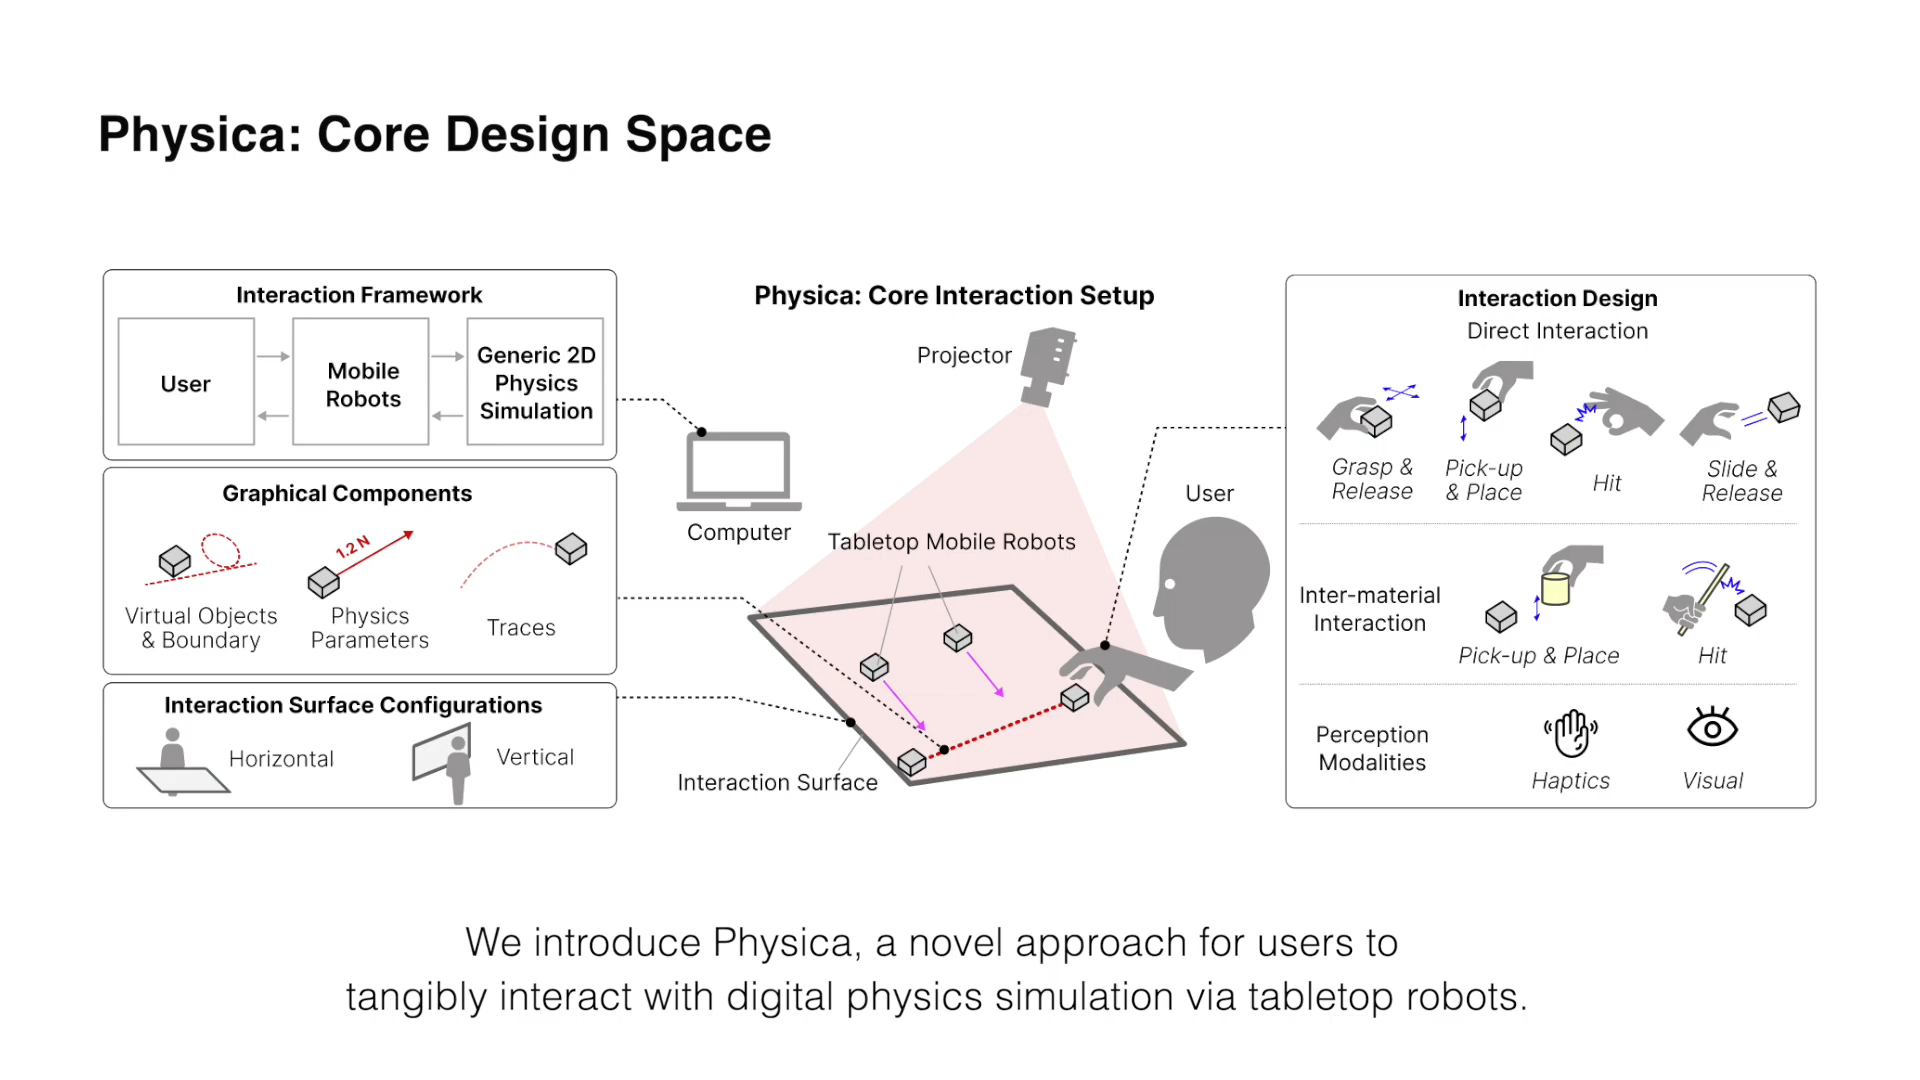 Physica: Core Design Space
Interaction Framework
User
Mobile
Robots
Generic 2D
Physics
Simulation
Graphical Components
1.2 N
Virtual Objects
& Boundary
Physics
Parameters
Traces
Interaction Surface Configurations
Horizontal
Vertical
Physica: Core Interaction Setup
Projector
Computer
User
Tabletop Mobile Robots
Interaction Surface
Interaction Design
Direct Interaction
Grasp &
Release
Pick-up
& Place
Hit
Slide &
Release
Inter-material
Interaction
Pick-up & Place
Hit
Perception
Modalities
Haptics
Visual
We introduce Physica, a novel approach for users to
tangibly interact with digital physics simulation via tabletop robots.